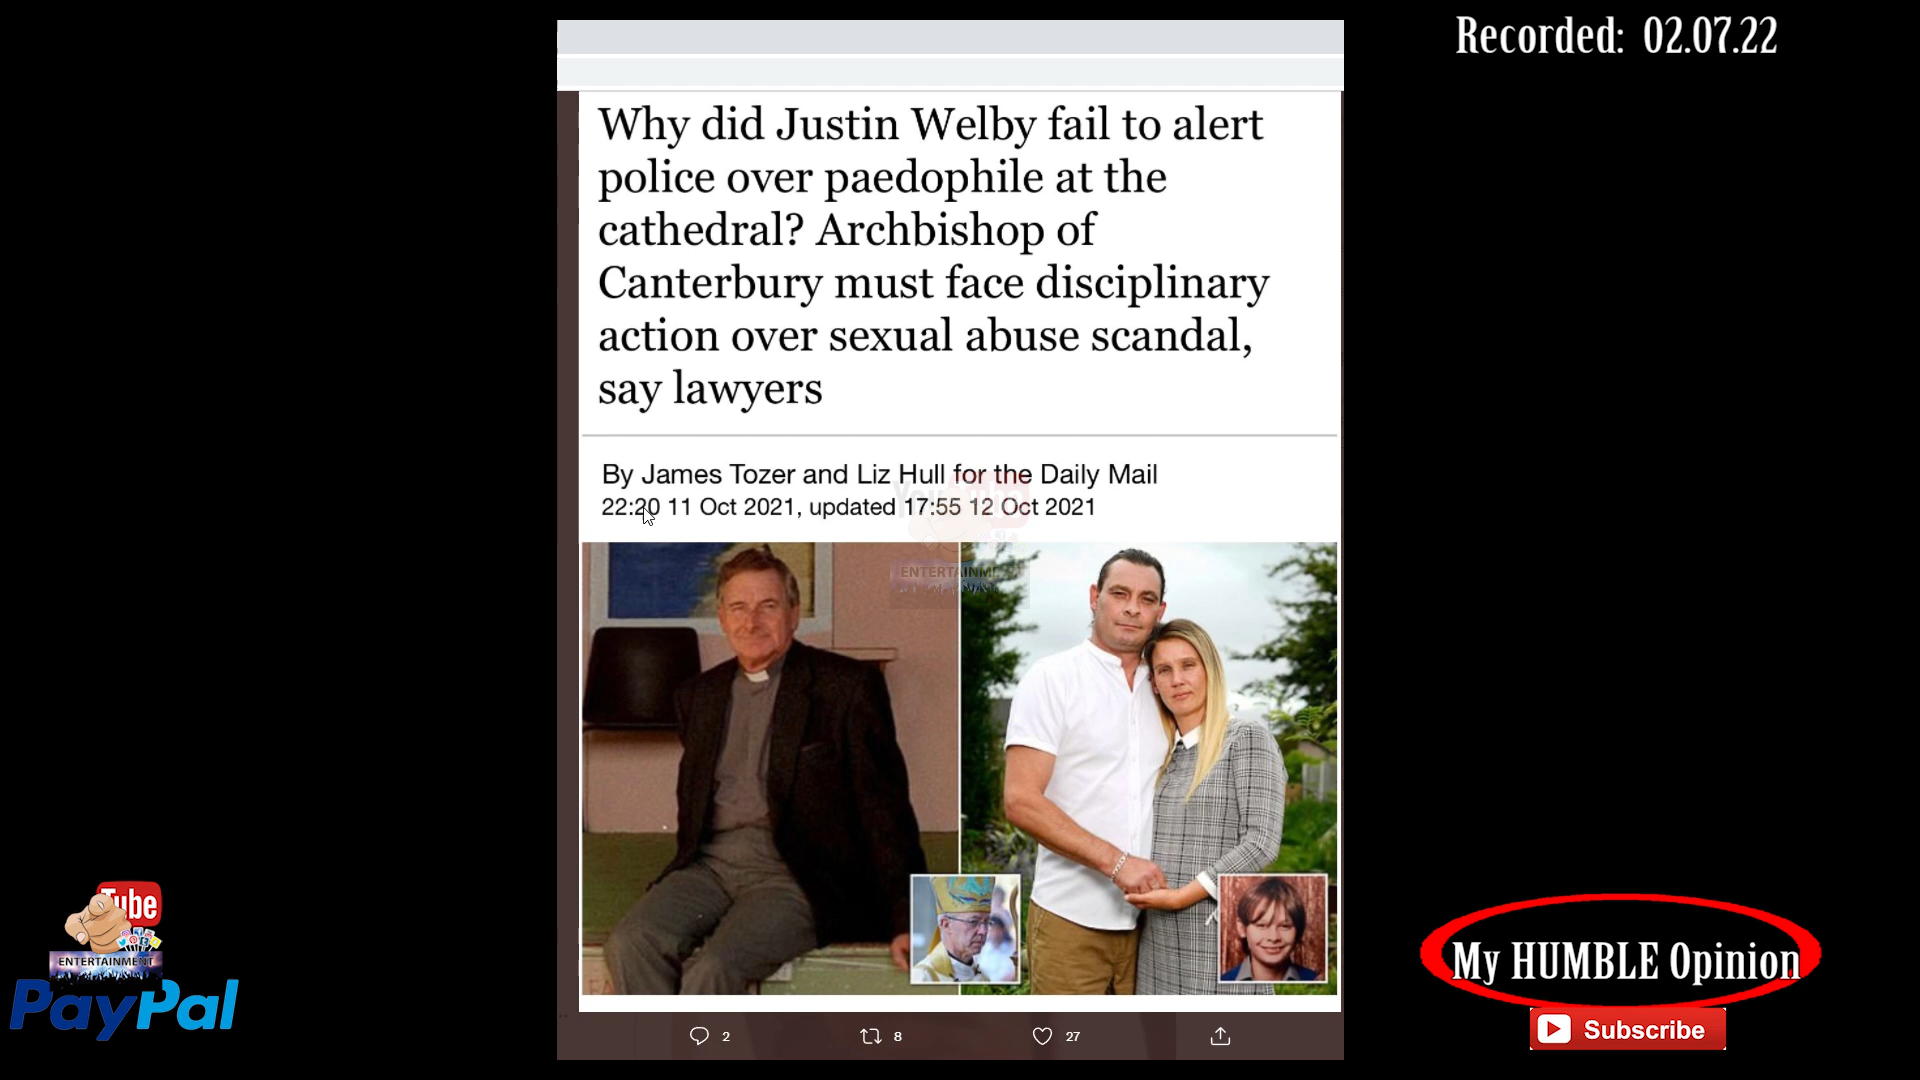 Recorded: 02.07.22
Why did Justin Welby fail to alert
police over paedophile at the
cathedral? Archbishop of
Canterbury must face disciplinary
action over sexual abuse scandal,
say lawyers
By James Tozer and Liz Hull for the Daily Mail
22:20 11 Oct 2021, updated 17:55 12 Oct 2021
YouTube
ENTERTAINME
Tube
ENTERTAINMENT
PayPal
My HUMBLE Opinion
Subscribe
2
8
27